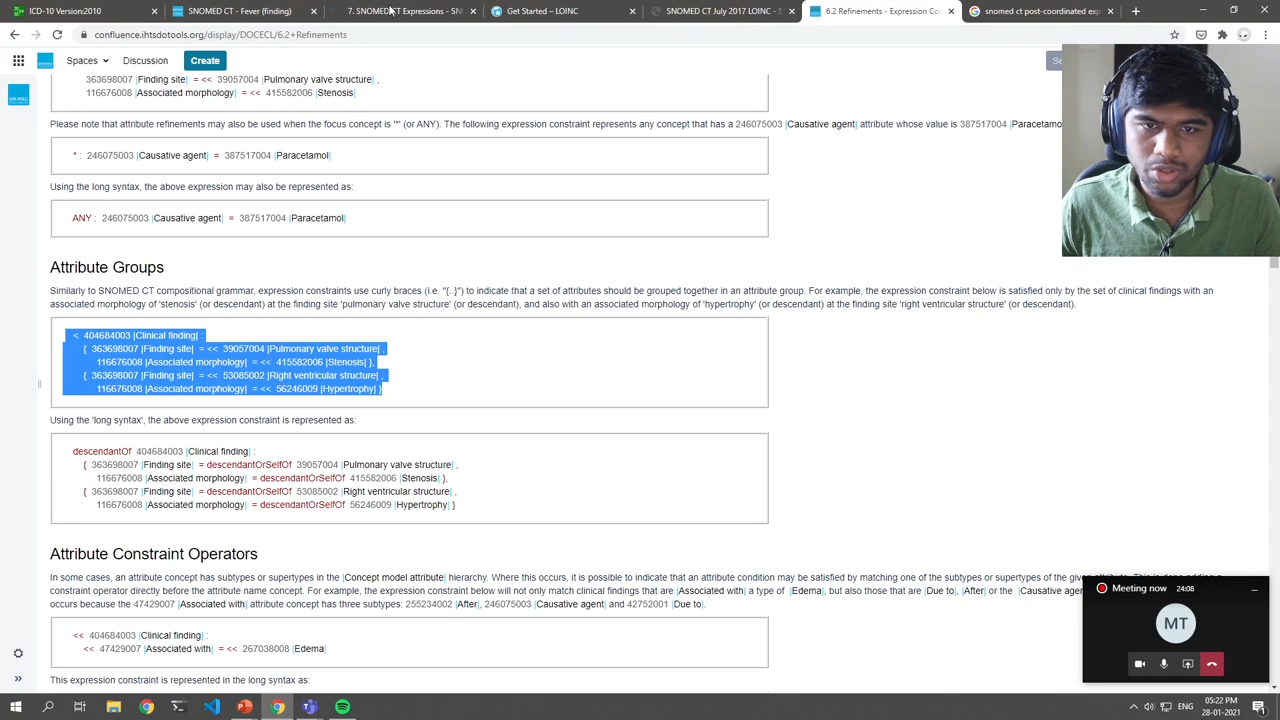 ICD-10 Version:2010
SNOMED CT Home (finding)
7. SNOMED CT Expressions - SN
Get Started – LOINC
SNOMED CT July 2017 LOINC
6.2 Refinements - Expression Co
snomed ct post-coordinated exp
confluence.ihtsdotools.org/display/DOCECL/6.2+Refinements
Spaces
Discussion
Create
363698007 |Finding site| = << 39057004 |Pulmonary valve structure| ,
116676008 |Associated morphology| = << 415582006 |Stenosis|
Please note that attribute refinements may also be used when the focus concept is '*' (or ANY). The following expression constraint represents any concept that has a 246075003 |Causative agent| attribute whose value is 387517004 |Paracetamo
* : 246075003 |Causative agent| = 387517004 |Paracetamol|
Using the long syntax, the above expression may also be represented as:
ANY : 246075003 |Causative agent| = 387517004 |Paracetamol|
Attribute Groups
Similarly to SNOMED CT compositional grammar, expression constraints use curly braces (i.e. "{..}") to indicate that a set of attributes should be grouped together in an attribute group. For example, the expression constraint below is satisfied only by the set of clinical findings with an
associated morphology of 'stenosis' (or descendant) at the finding site 'pulmonary valve structure' (or descendant), and also with an associated morphology of 'hypertrophy' (or descendant) at the finding site 'right ventricular structure' (or descendant).
< 404684003 |Clinical finding| :
{ 363698007 |Finding site| = << 39057004 |Pulmonary valve structure| ,
116676008 |Associated morphology| = << 415582006 |Stenosis| },
{ 363698007 |Finding site| = << 53085002 |Right ventricular structure| ,
116676008 |Associated morphology| = << 56246009 |Hypertrophy| }
Using the 'long syntax', the above expression constraint is represented as:
descendantOf 404684003 |Clinical finding| :
{ 363698007 |Finding site| = descendantOrSelfOf 39057004 |Pulmonary valve structure| ,
116676008 |Associated morphology| = descendantOrSelfOf 415582006 |Stenosis| },
{ 363698007 |Finding site| = descendantOrSelfOf 53085002 |Right ventricular structure| ,
116676008 |Associated morphology| = descendantOrSelfOf 56246009 |Hypertrophy| }
Attribute Constraint Operators
In some cases, an attribute concept has subtypes or supertypes in the |Concept model attribute| hierarchy. Where this occurs, it is possible to indicate that an attribute condition may be satisfied by matching one of the subtypes or supertypes of the given
constraint operator directly before the attribute name concept. For example, the expression constraint below will not only match clinical findings that are |Associated with| a type of |Edema|, but also those that are |Due to|, |After| or the |Causative agen
occurs because the 47429007 |Associated with| attribute concept has three subtypes: 255234002 |After|, 246075003 |Causative agent| and 42752001 |Due to|.
<< 404684003 |Clinical finding| :
<< 47429007 |Associated with| = << 267038008 |Edema|
This expression constraint is represented in the long syntax as:
Meeting now 24:08
MT
ENG
05:22 PM
28-01-2021